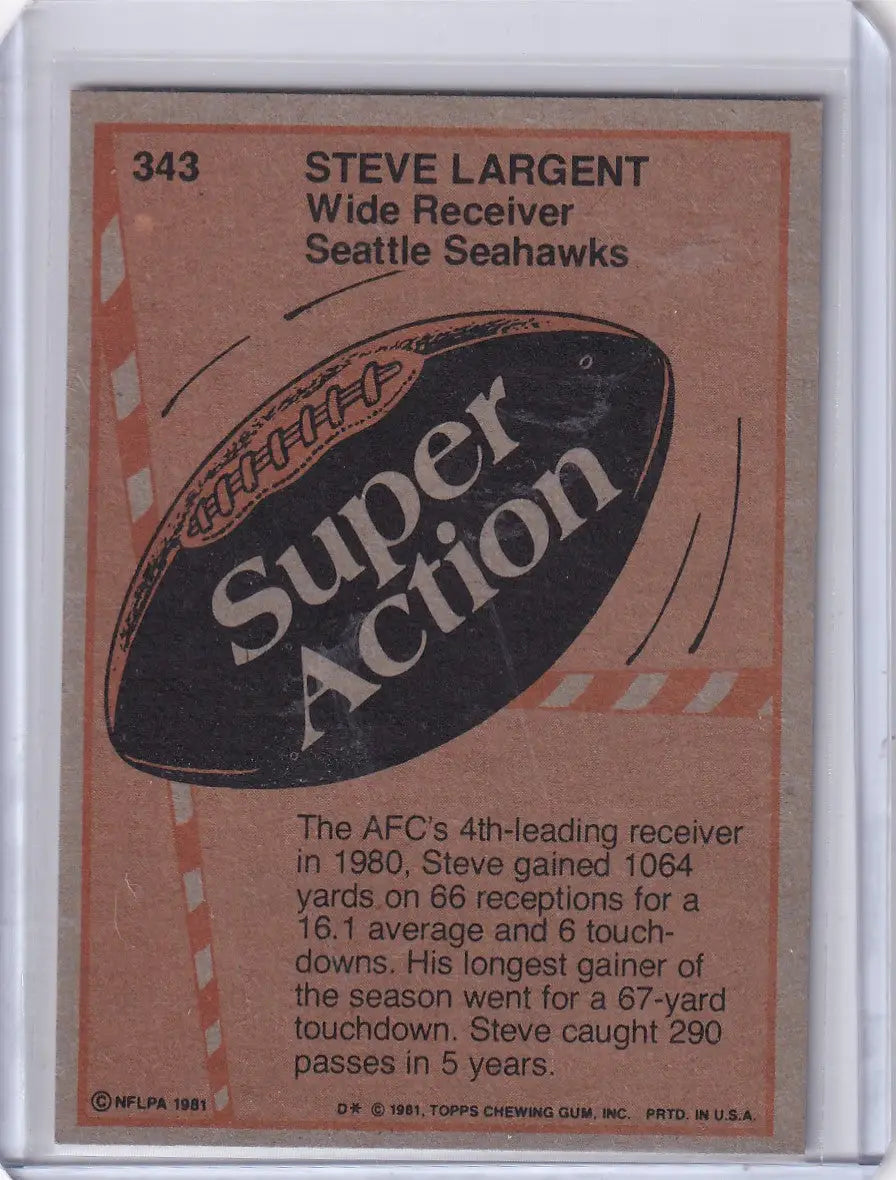 343
STEVE LARGENT
Wide Receiver
Seattle Seahawks
Super
Action
The AFC's 4th-leading receiver
in 1980, Steve gained 1064
yards on 66 receptions for a
16.1 average and 6 touch-
downs. His longest gainer of
the season went for a 67-yard
touchdown. Steve caught 290
passes in 5 years.
© NFLPA 1981
D* © 1981, TOPPS CHEWING GUM, INC. PRTD. IN U.S.A.